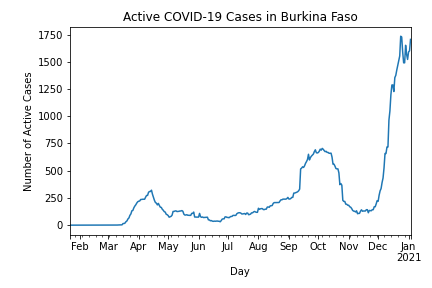 Active COVID-19 Cases in Burkina Faso
1750
1500
1250
1000
750
500
250
0
Number of Active Cases
Feb Mar Apr May Jun Jul Aug Sep Oct Nov Dec Jan
2021
Day